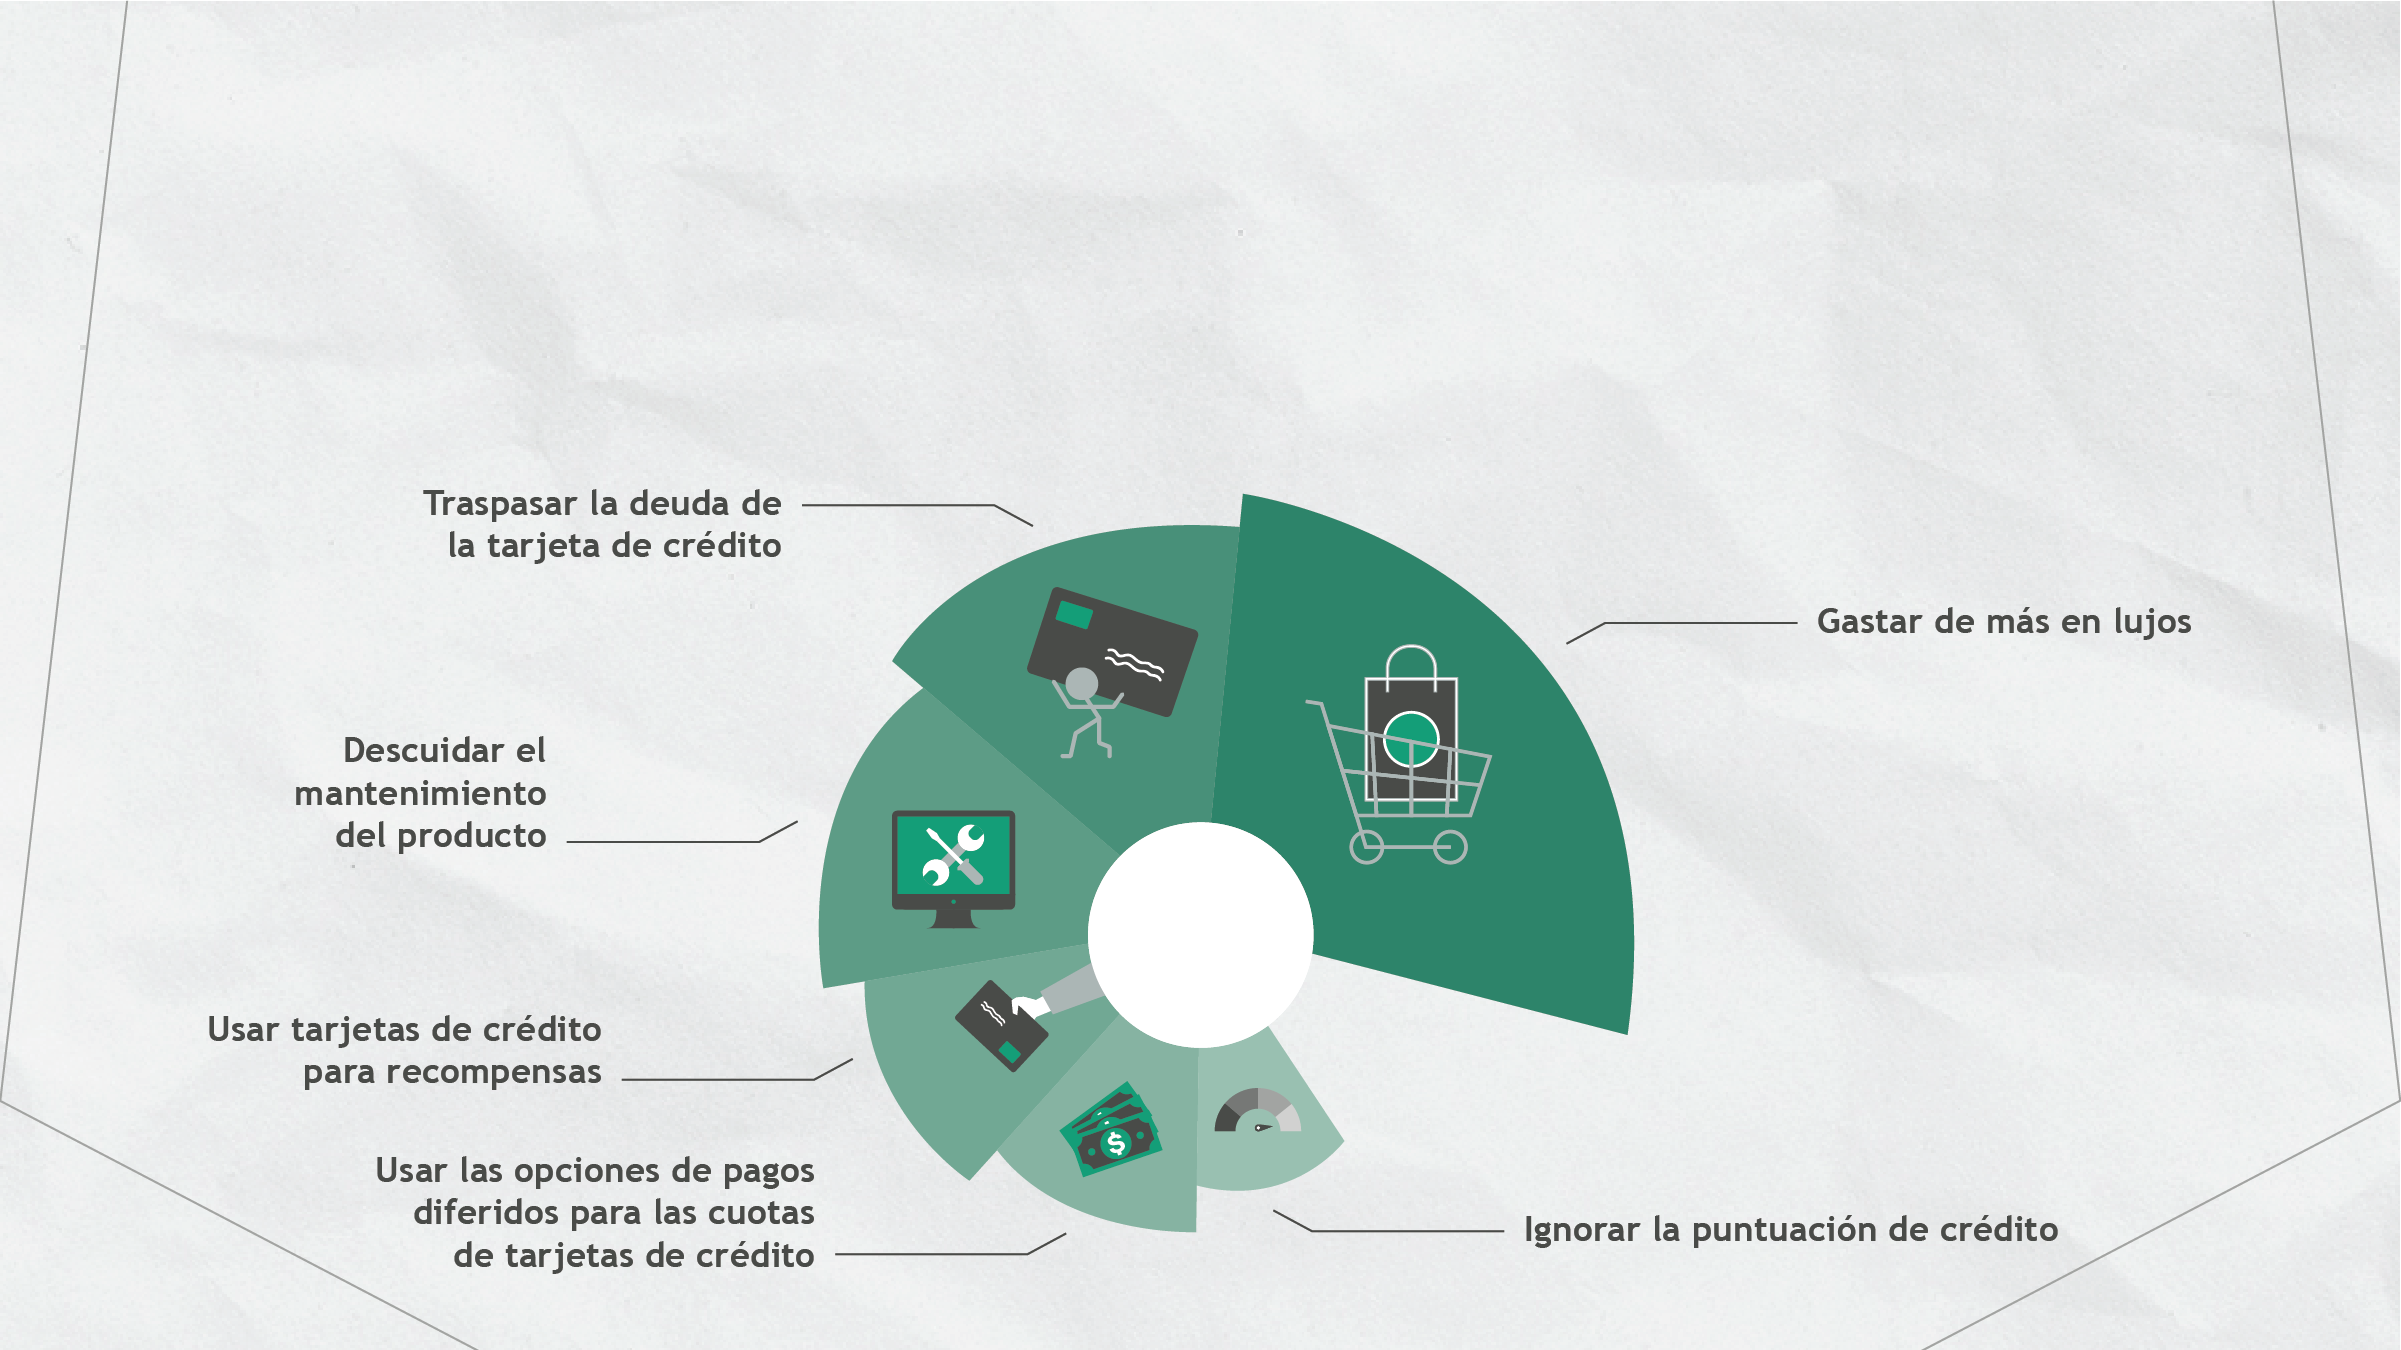 Traspasar la deuda de
la tarjeta de crédito
Gastar de más en lujos
Descuidar el
mantenimiento
del producto
Usar tarjetas de crédito
para recompensas
Usar las opciones de pagos
diferidos para las cuotas
de tarjetas de crédito
Ignorar la puntuación de crédito
$